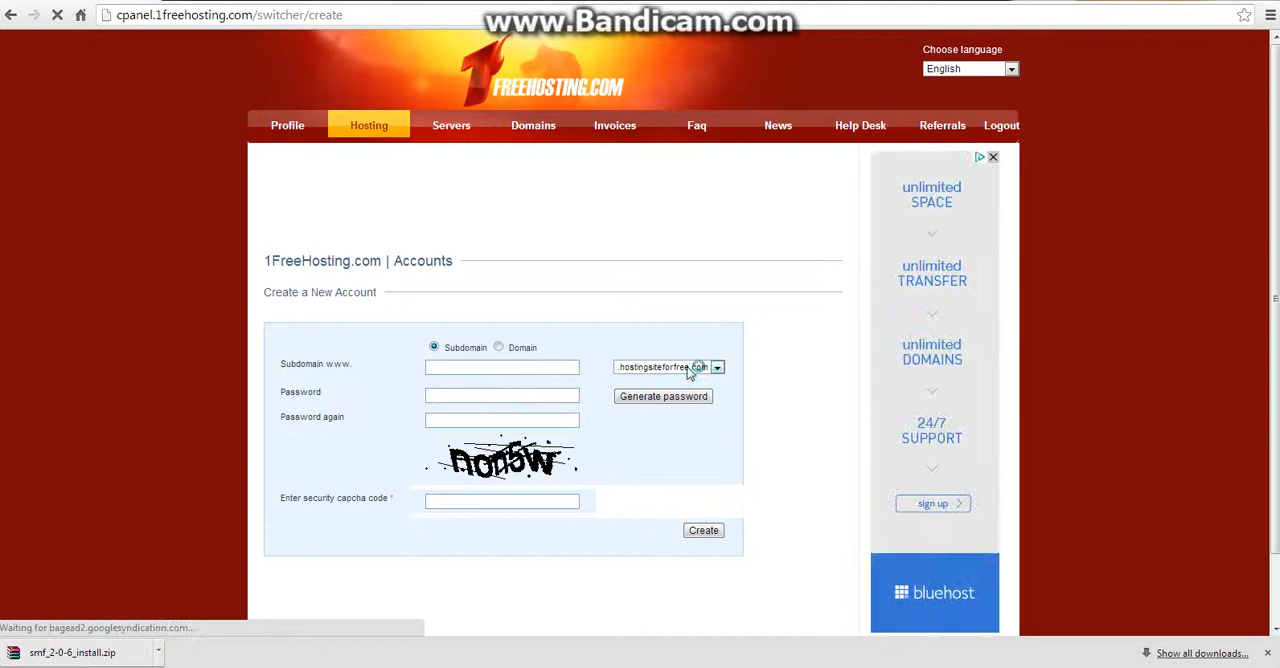 cpanel.1freehosting.com/switcher/create
www.Bandicam.com
Choose language
English
1FREEHOSTING.COM
Profile
Hosting
Servers
Domains
Invoices
Faq
News
Help Desk
Referrals
Logout
unlimited
SPACE
unlimited
TRANSFER
unlimited
DOMAINS
24/7
SUPPORT
sign up >
bluehost
1FreeHosting.com | Accounts
Create a New Account
Subdomain
Domain
Subdomain www.
.hostingsiteforfree.com
Password
Generate password
Password again
Enter security capcha code *
Create
Waiting for bagead2.googlesyndication.com...
smf_2-0-6_install.zip
Show all downloads...